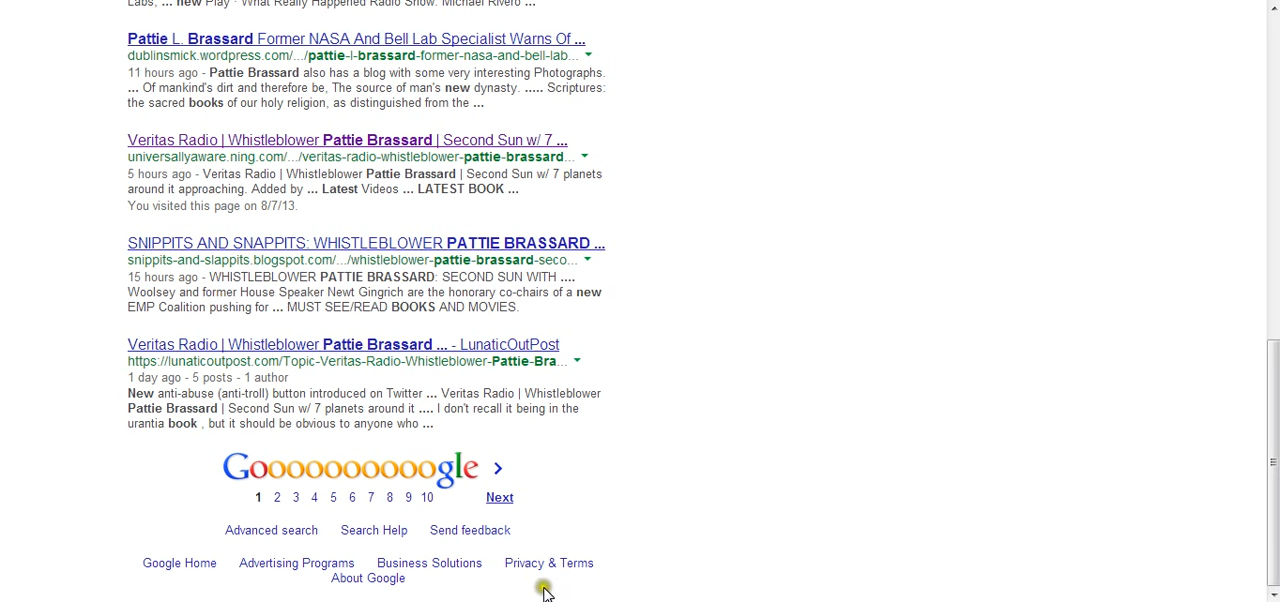 Labs, ... new Play · What Really Happened Radio Show. Michael Rivero ...
Pattie L. Brassard Former NASA And Bell Lab Specialist Warns Of ...
dublinsmick.wordpress.com/.../pattie-l-brassard-former-nasa-and-bell-lab...
11 hours ago - Pattie Brassard also has a blog with some very interesting Photographs.
... Of mankind's dirt and therefore be, The source of man's new dynasty. ..... Scriptures:
the sacred books of our holy religion, as distinguished from the ...
Veritas Radio | Whistleblower Pattie Brassard | Second Sun w/ 7 ...
universallyaware.ning.com/.../veritas-radio-whistleblower-pattie-brassard...
5 hours ago - Veritas Radio | Whistleblower Pattie Brassard | Second Sun w/ 7 planets
around it approaching. Added by ... Latest Videos ... LATEST BOOK ...
You visited this page on 8/7/13.
SNIPPITS AND SNAPPITS: WHISTLEBLOWER PATTIE BRASSARD ...
snippits-and-slappits.blogspot.com/.../whistleblower-pattie-brassard-seco...
15 hours ago - WHISTLEBLOWER PATTIE BRASSARD: SECOND SUN WITH ....
Woolsey and former House Speaker Newt Gingrich are the honorary co-chairs of a new
EMP Coalition pushing for ... MUST SEE/READ BOOKS AND MOVIES.
Veritas Radio | Whistleblower Pattie Brassard ... - LunaticOutPost
https://lunaticoutpost.com/Topic-Veritas-Radio-Whistleblower-Pattie-Bra...
1 day ago - 5 posts - 1 author
New anti-abuse (anti-troll) button introduced on Twitter ... Veritas Radio | Whistleblower
Pattie Brassard | Second Sun w/ 7 planets around it .... I don't recall it being in the
urantia book , but it should be obvious to anyone who ...
Goooooooooogle >
1 2 3 4 5 6 7 8 9 10 Next
Advanced search Search Help Send feedback
Google Home Advertising Programs Business Solutions Privacy & Terms
About Google